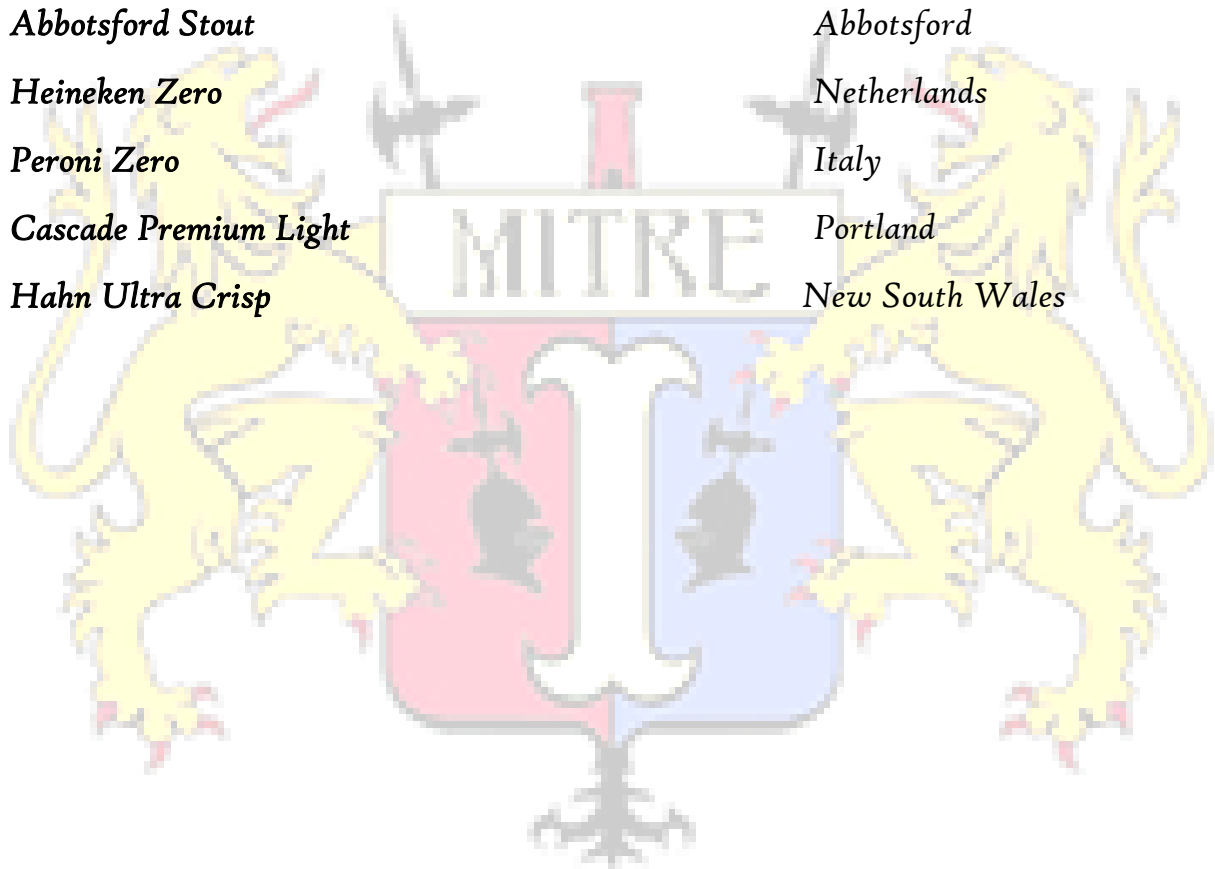 Abbotsford Stout Abbotsford
Heineken Zero Netherlands
Peroni Zero Italy
Cascade Premium Light Portland
Hahn Ultra Crisp New South Wales
MITRE